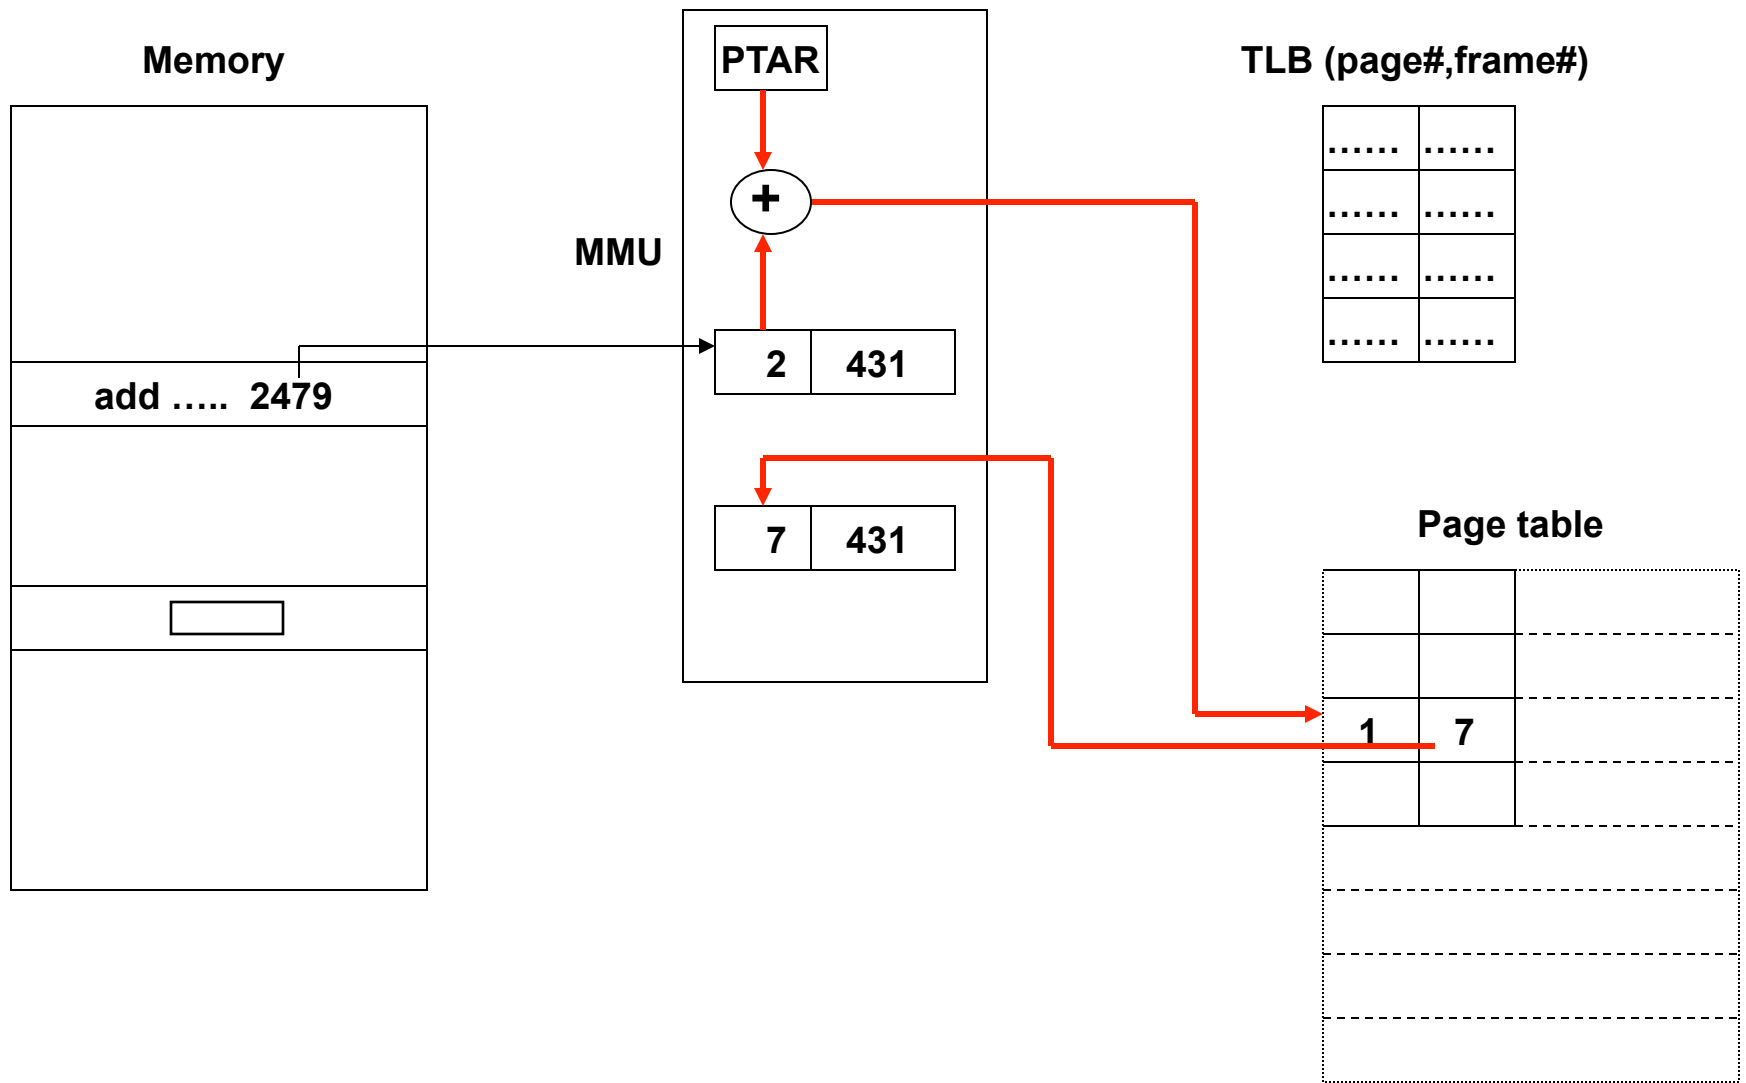 Memory
PTAR
TLB (page#,frame#)
…… ……
+
…… ……
MMU
…… ……
…… ……
2 431
add ….. 2479
7 431
Page table
1 7